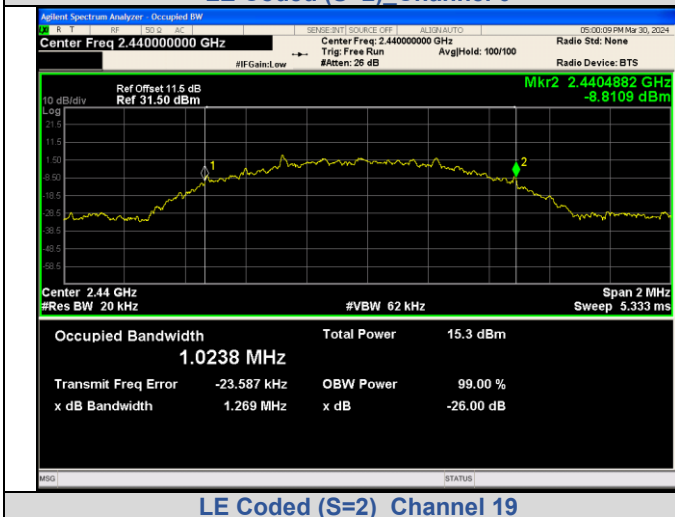 Agilent Spectrum Analyzer - Occupied BW
R T RF 50 Ω AC SENSE:INT SOURCE OFF ALIGN AUTO 05:00:09 PM Mar 30, 2024
Center Freq 2.440000000 GHz Center Freq: 2.440000000 GHz Radio Std: None
Trig: Free Run Avg|Hold: 100/100
#IFGain:Low #Atten: 26 dB Radio Device: BTS
Ref Offset 11.5 dB Mkr2 2.4404882 GHz
10 dB/div Ref 31.50 dBm -8.8109 dBm
Log
21.5
11.5
1.50
-8.50
-18.5
-28.5
-38.5
-48.5
-58.5
1
2
Center 2.44 GHz Span 2 MHz
#Res BW 20 kHz #VBW 62 kHz Sweep 5.333 ms
Occupied Bandwidth Total Power 15.3 dBm
1.0238 MHz
Transmit Freq Error -23.587 kHz OBW Power 99.00 %
x dB Bandwidth 1.269 MHz x dB -26.00 dB
MSG STATUS
LE Coded (S=2)_Channel 19